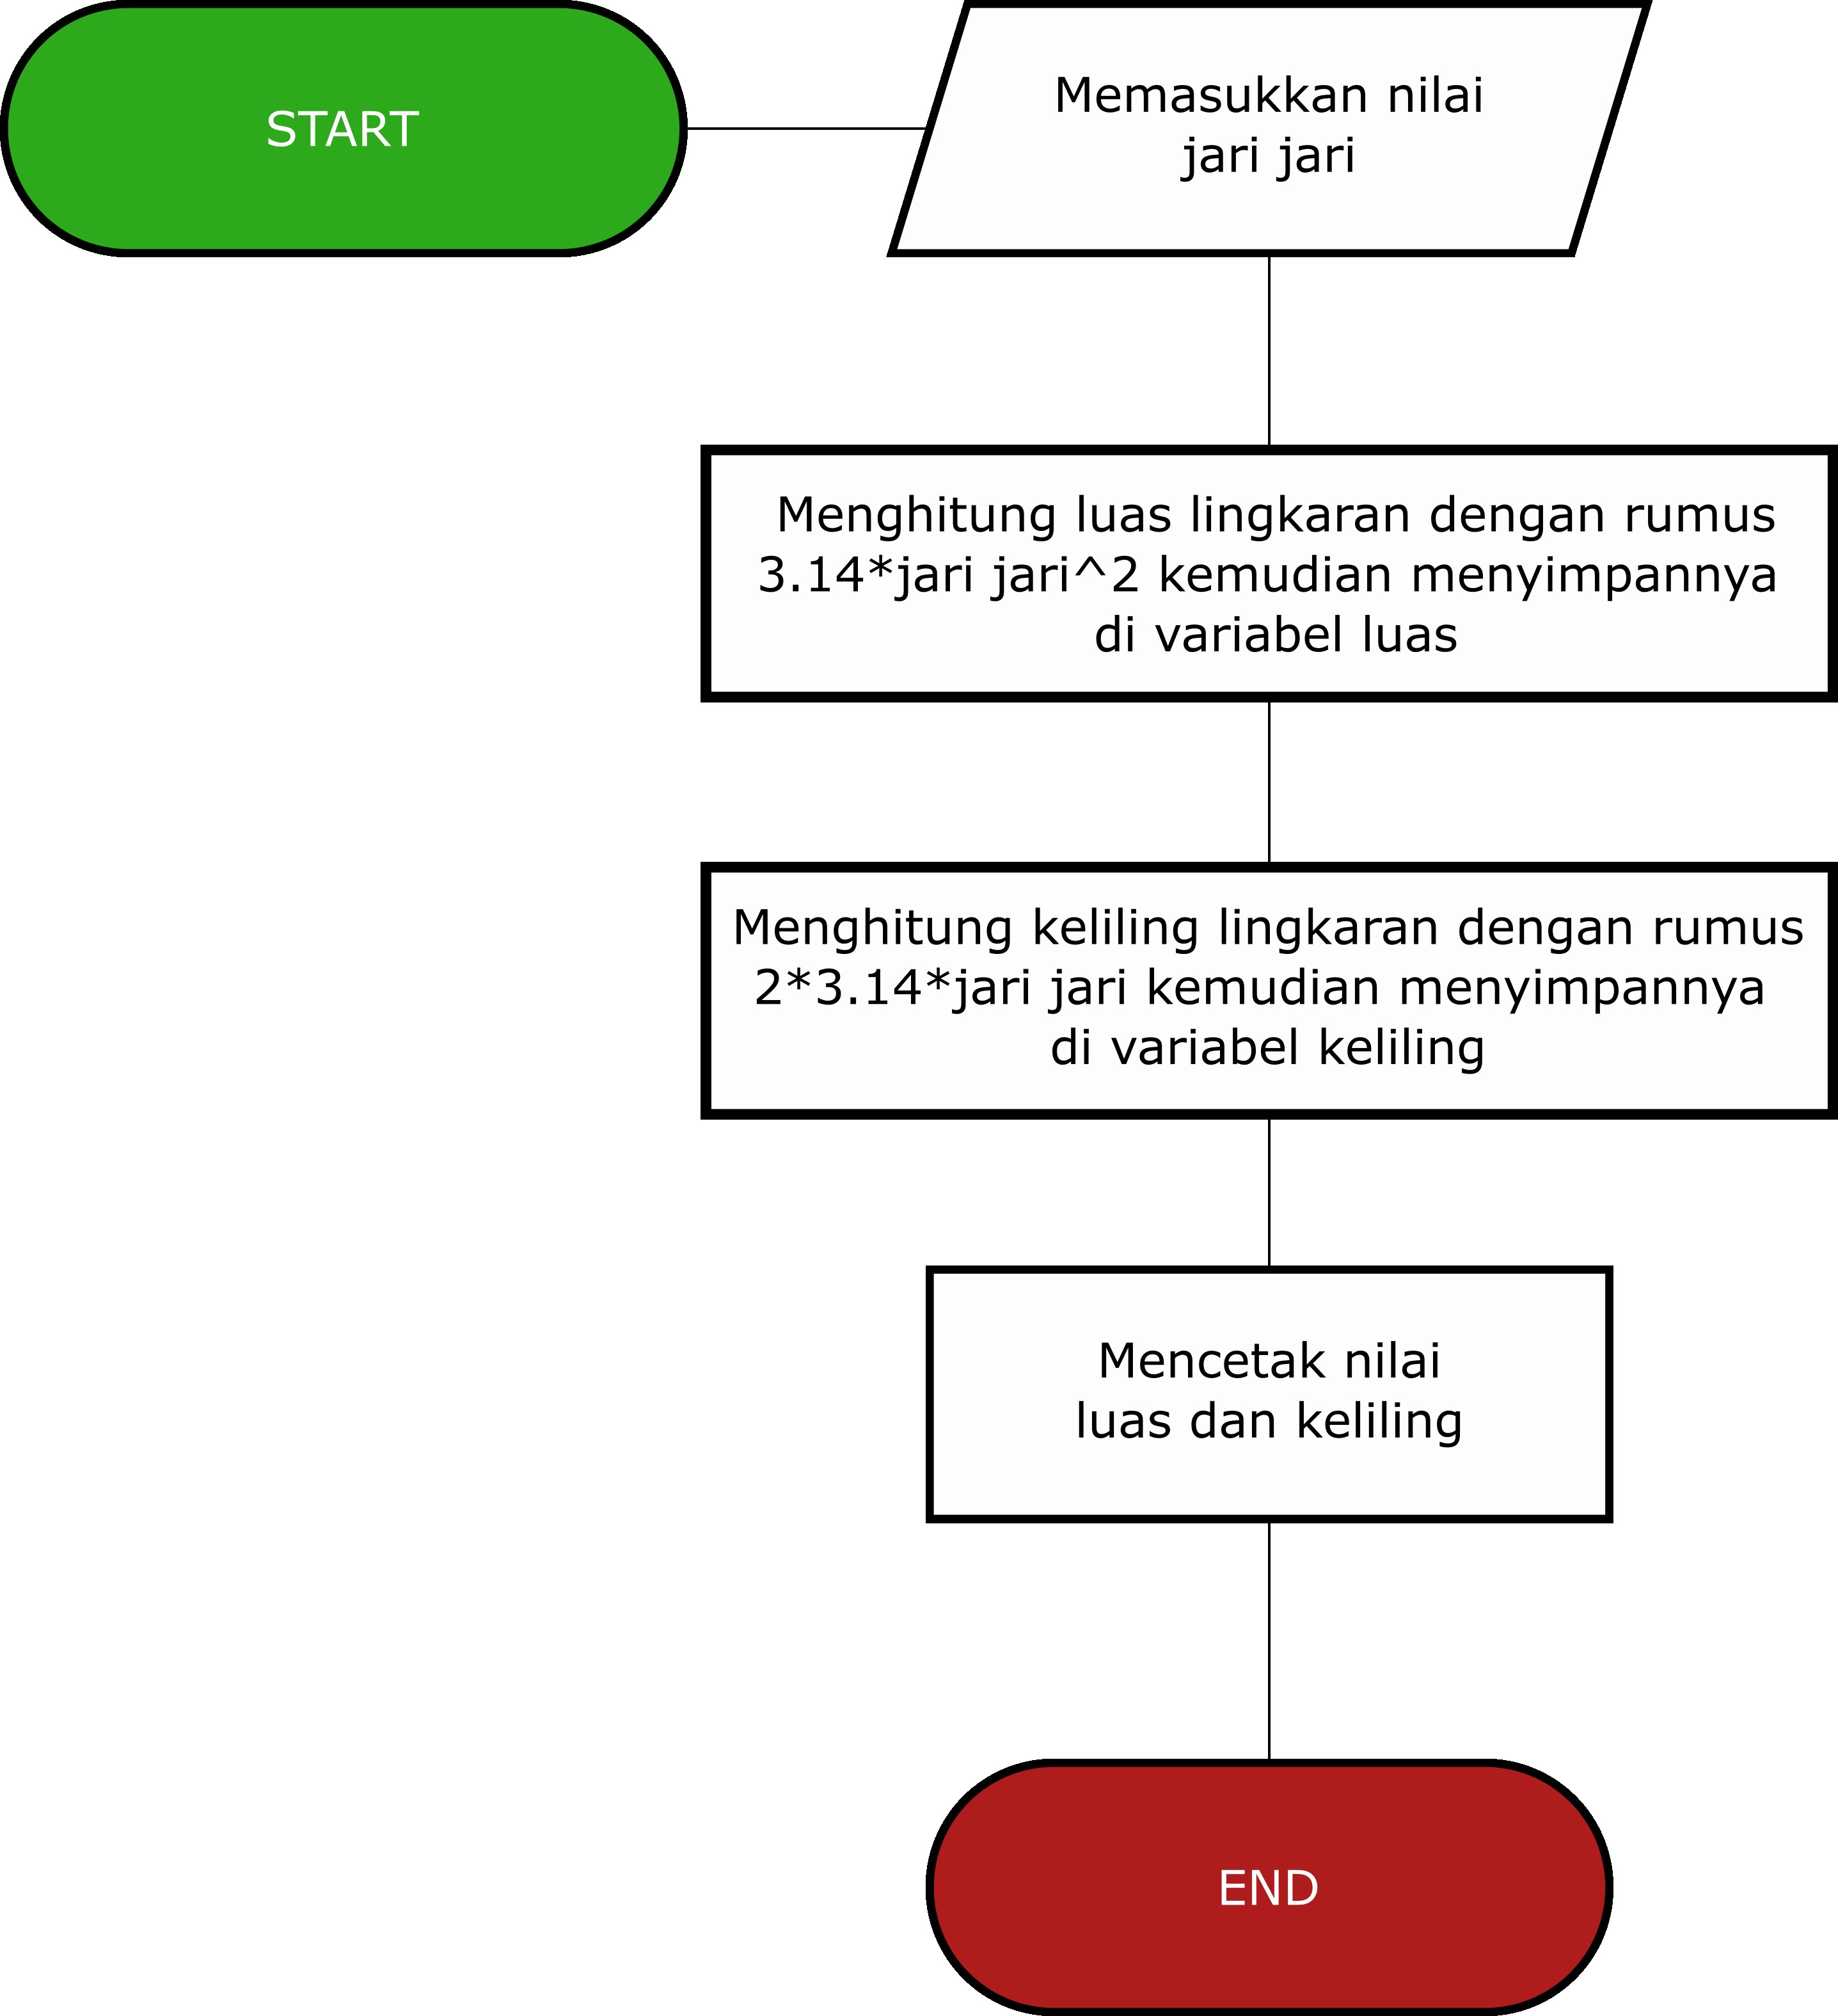 START
Memasukkan nilai
jari jari
Menghitung luas lingkaran dengan rumus
3.14*jari jari^2 kemudian menyimpannya
di variabel luas
Menghitung keliling lingkaran dengan rumus
2*3.14*jari jari kemudian menyimpannya
di variabel keliling
Mencetak nilai
luas dan keliling
END